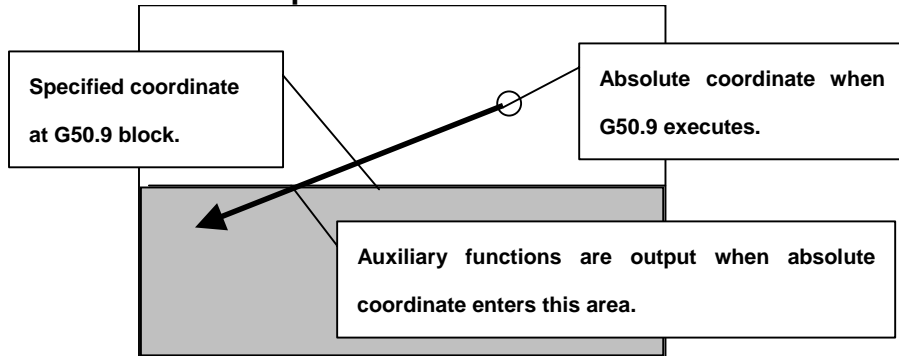 Specified coordinate
at G50.9 block.
Absolute coordinate when
G50.9 executes.
Auxiliary functions are output when absolute
coordinate enters this area.